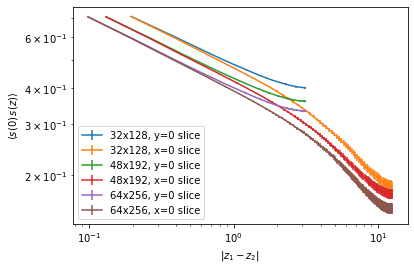 ⟨s(0) s(z)⟩
6 × 10⁻¹
4 × 10⁻¹
3 × 10⁻¹
2 × 10⁻¹
32x128, y=0 slice
32x128, x=0 slice
48x192, y=0 slice
48x192, x=0 slice
64x256, y=0 slice
64x256, x=0 slice
10⁻¹ 10⁰ 10¹
|z₁ − z₂|